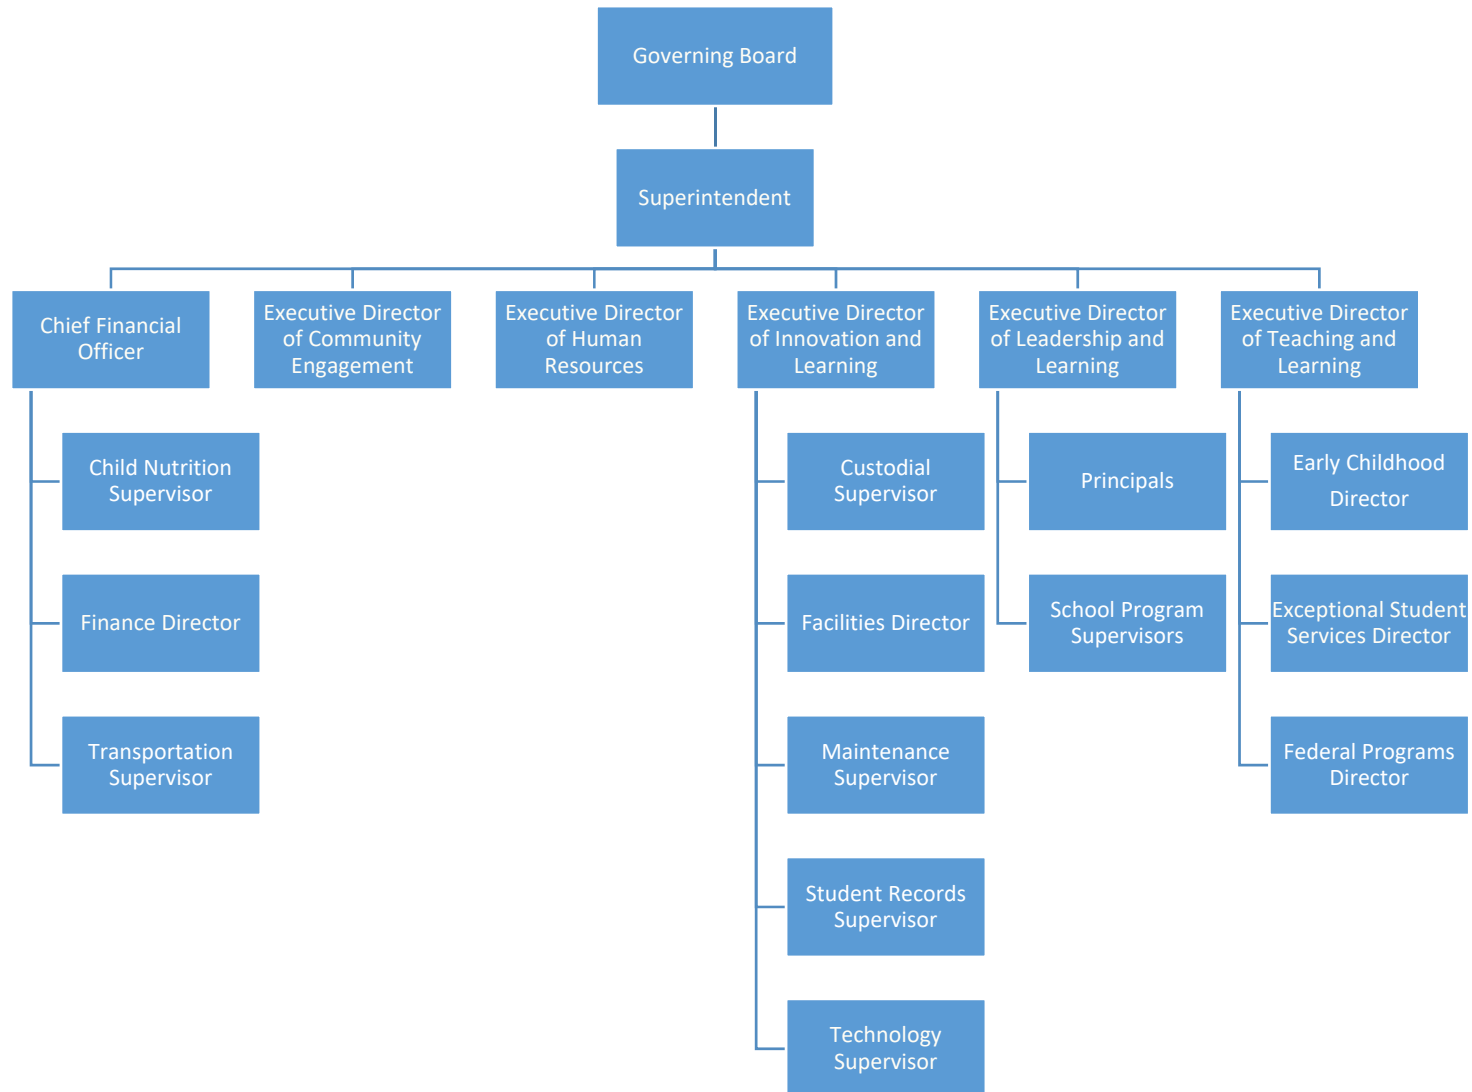 Governing Board
Superintendent
Chief Financial
Officer
Executive Director
of Community
Engagement
Executive Director
of Human
Resources
Executive Director
of Innovation and
Learning
Executive Director
of Leadership and
Learning
Executive Director
of Teaching and
Learning
Child Nutrition
Supervisor
Custodial
Supervisor
Principals
Early Childhood
Director
Finance Director
Facilities Director
School Program
Supervisors
Exceptional Student
Services Director
Transportation
Supervisor
Maintenance
Supervisor
Federal Programs
Director
Student Records
Supervisor
Technology
Supervisor